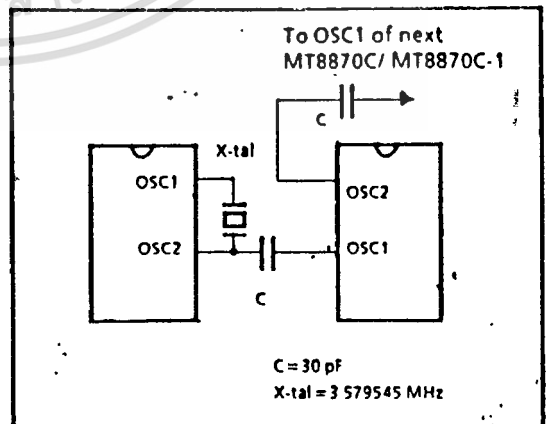 To OSC1 of next
MT8870C/ MT8870C-1
C
X-tal
OSC1
OSC2
OSC2
OSC1
C
C = 30 pF
X-tal = 3 579545 MHz